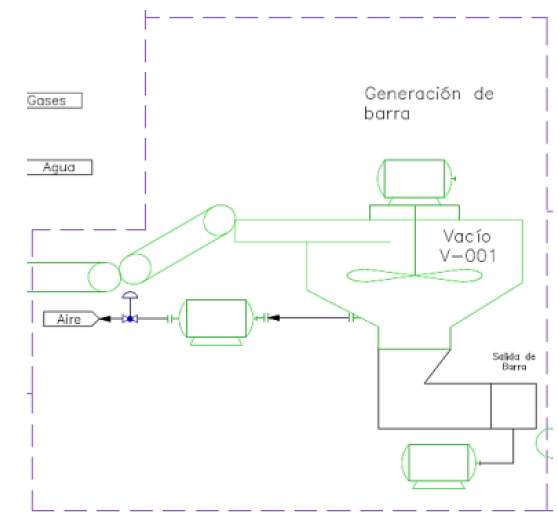 Gases
Generación de
barra
Agua
Vacío
V-001
Aire
Salida de
Barra